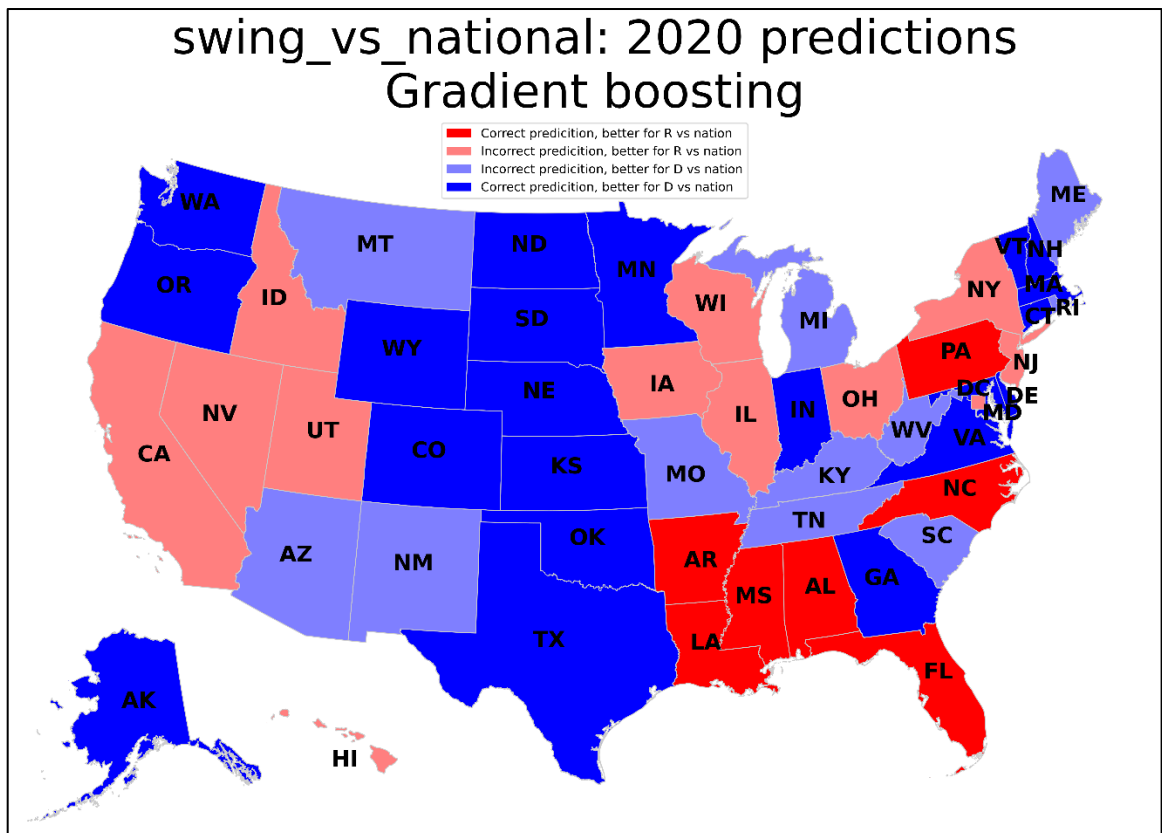 swing_vs_national: 2020 predictions
Gradient boosting
Correct predicition, better for R vs nation
Incorrect predicition, better for R vs nation
Incorrect predicition, better for D vs nation
Correct predicition, better for D vs nation
WA
ME
MT
ND
VT
NH
MN
OR
MA
ID
WI
NY
RI
SD
MI
CT
WY
PA
NJ
IA
NE
DC
DE
NV
IL
IN
OH
MD
UT
WV
VA
CA
CO
KS
MO
KY
NC
TN
AZ
NM
OK
SC
AR
GA
MS
AL
TX
LA
FL
AK
HI